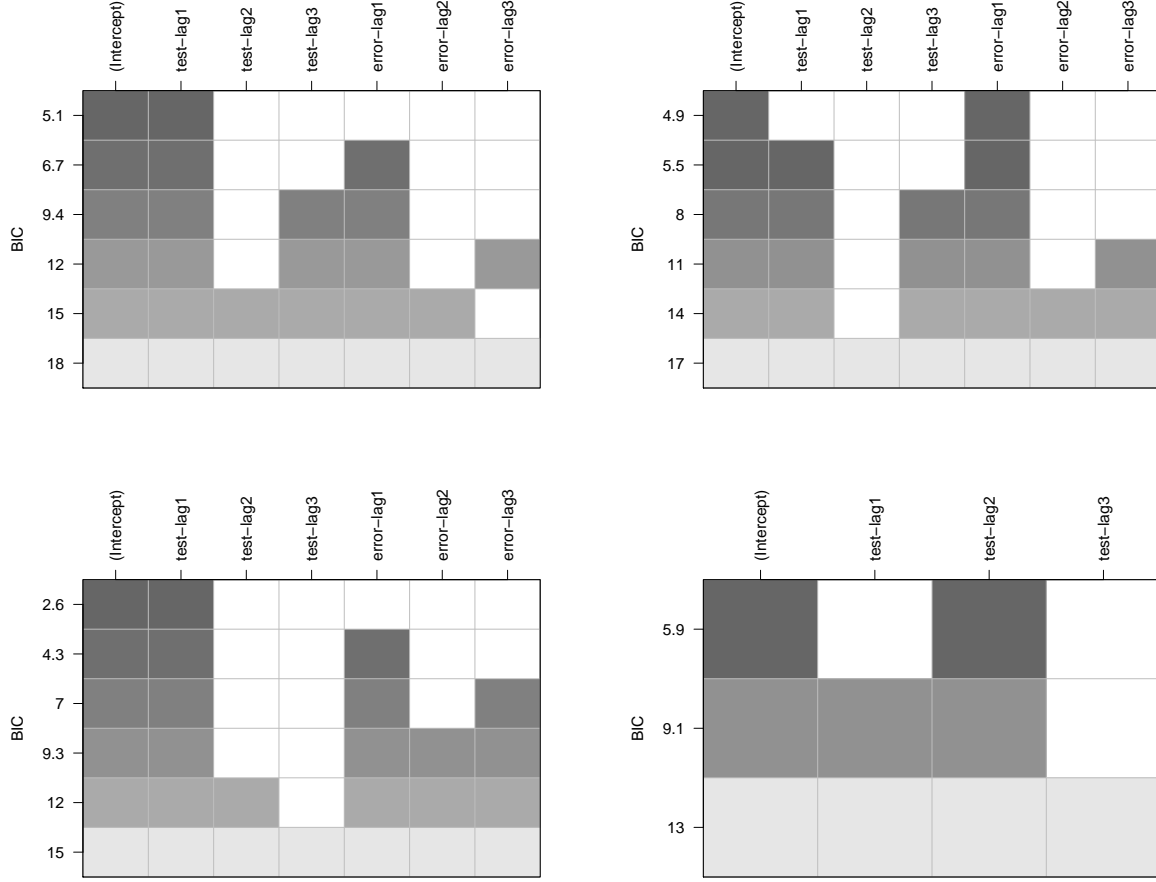 (Intercept)
test−lag1
test−lag2
test−lag3
error−lag1
error−lag2
error−lag3
BIC
5.1
6.7
9.4
12
15
18
(Intercept)
test−lag1
test−lag2
test−lag3
error−lag1
error−lag2
error−lag3
BIC
4.9
5.5
8
11
14
17
(Intercept)
test−lag1
test−lag2
test−lag3
error−lag1
error−lag2
error−lag3
BIC
2.6
4.3
7
9.3
12
15
(Intercept)
test−lag1
test−lag2
test−lag3
BIC
5.9
9.1
13